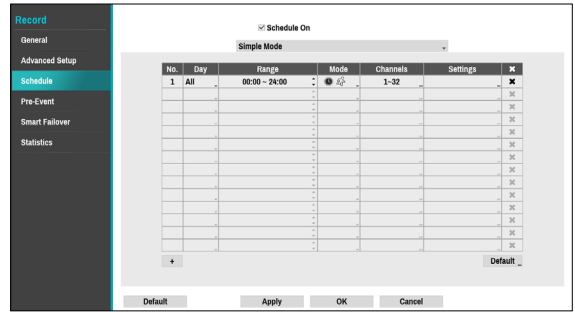 Record
General
Advanced Setup
Schedule
Pre-Event
Smart Failover
Statistics
Schedule On
Simple Mode
No. Day Range Mode Channels Settings
1 All 00:00 ~ 24:00 1~32
+ Default
Default Apply OK Cancel